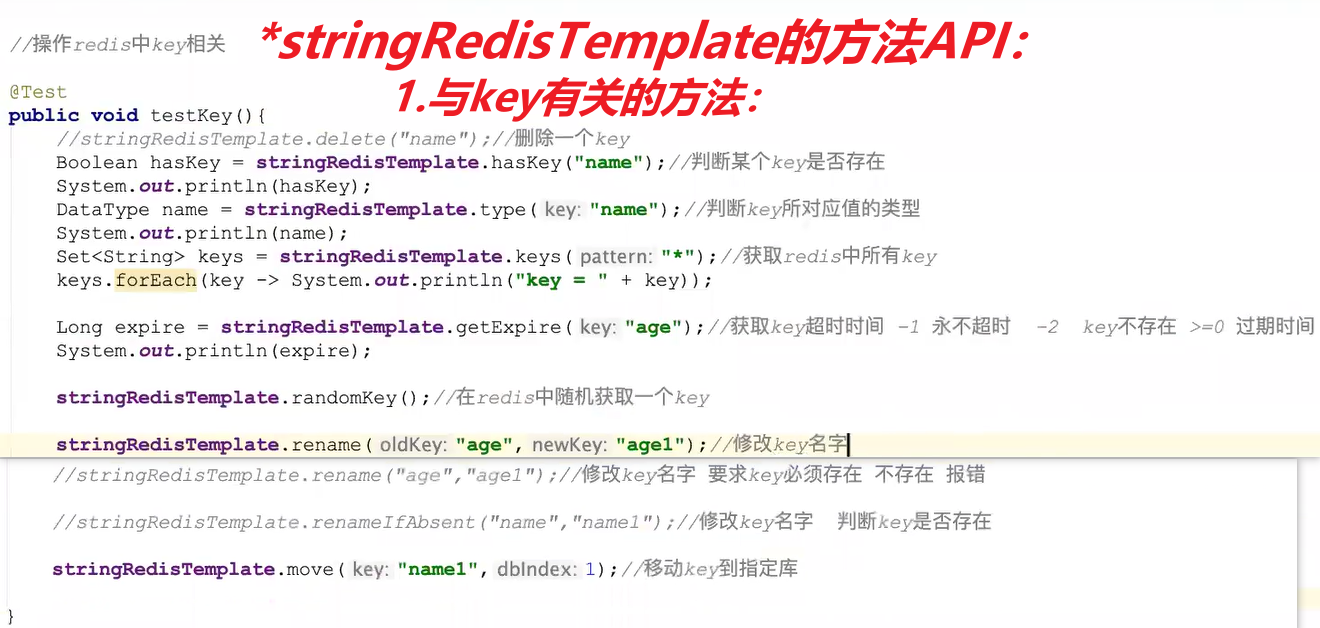 *stringRedisTemplate的方法API：
//操作redis中key相关
1.与key有关的方法：
@Test
public void testKey(){
//stringRedisTemplate.delete("name");//删除一个key
Boolean hasKey = stringRedisTemplate.hasKey("name");//判断某个key是否存在
System.out.println(hasKey);
DataType name = stringRedisTemplate.type( key: "name");//判断key所对应值的类型
System.out.println(name);
Set<String> keys = stringRedisTemplate.keys( pattern: "*");//获取redis中所有key
keys.forEach(key -> System.out.println("key = " + key));
Long expire = stringRedisTemplate.getExpire( key: "age");//获取key超时时间 -1 永不超时  -2  key不存在 >=0 过期时间
System.out.println(expire);
stringRedisTemplate.randomKey();//在redis中随机获取一个key
stringRedisTemplate.rename( oldKey: "age", newKey: "age1");//修改key名字
//stringRedisTemplate.rename("age","age1");//修改key名字 要求key必须存在 不存在 报错
//stringRedisTemplate.renameIfAbsent("name","name1");//修改key名字  判断key是否存在
stringRedisTemplate.move( key: "name1", dbIndex: 1);//移动key到指定库
}